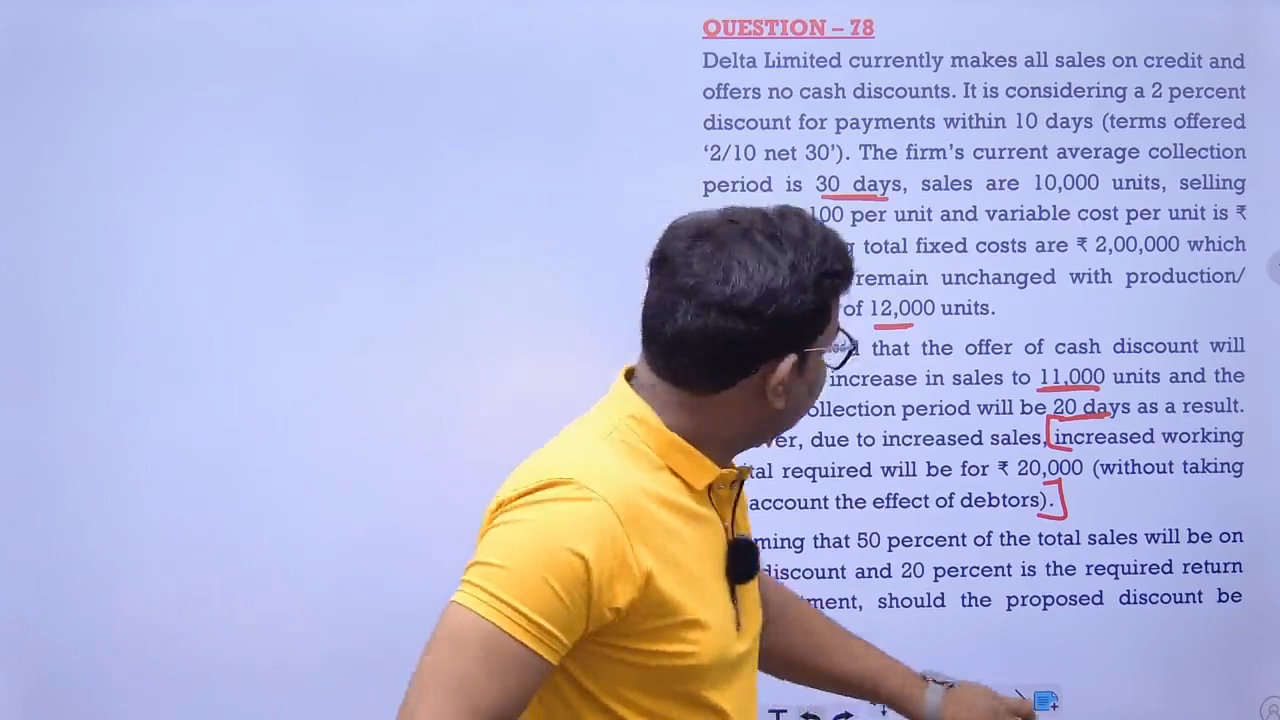 QUESTION – 78
Delta Limited currently makes all sales on credit and
offers no cash discounts. It is considering a 2 percent
discount for payments within 10 days (terms offered
‘2/10 net 30’). The firm’s current average collection
period is 30 days, sales are 10,000 units, selling
100 per unit and variable cost per unit is ₹
total fixed costs are ₹ 2,00,000 which
remain unchanged with production/
of 12,000 units.
that the offer of cash discount will
increase in sales to 11,000 units and the
collection period will be 20 days as a result.
due to increased sales, increased working
required will be for ₹ 20,000 (without taking
account the effect of debtors).
that 50 percent of the total sales will be on
discount and 20 percent is the required return
should the proposed discount be